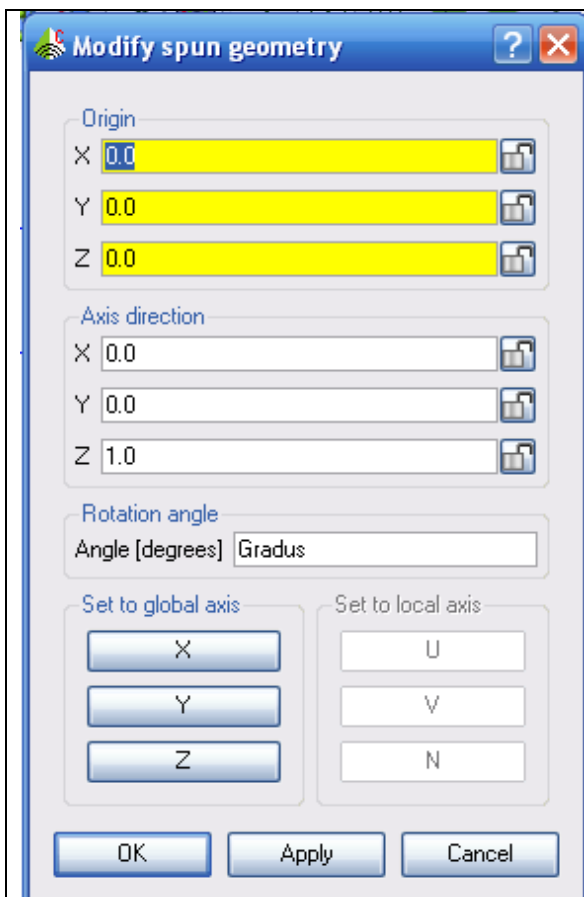 Modify spun geometry
Origin
X 0.0
Y 0.0
Z 0.0
Axis direction
X 0.0
Y 0.0
Z 1.0
Rotation angle
Angle [degrees] Gradus
Set to global axis
X
Y
Z
Set to local axis
U
V
N
OK Apply Cancel